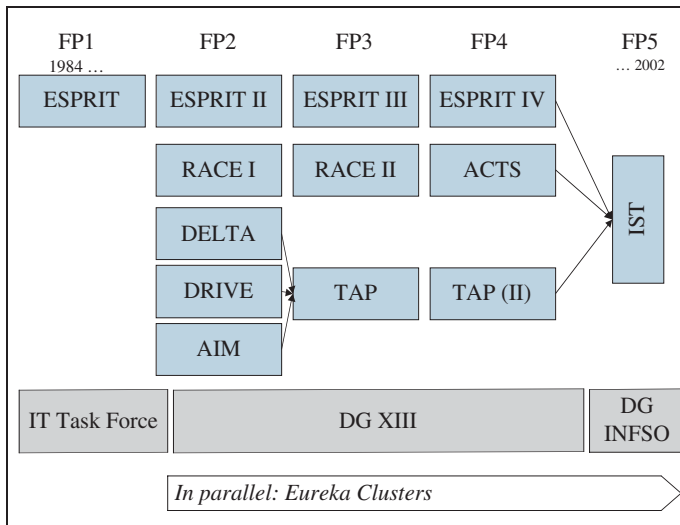 FP1 FP2 FP3 FP4 FP5
1984 ... ... 2002
ESPRIT ESPRIT II ESPRIT III ESPRIT IV
RACE I RACE II ACTS
IST
DELTA
DRIVE TAP TAP (II)
AIM
IT Task Force DG XIII DG
INFSO
In parallel: Eureka Clusters